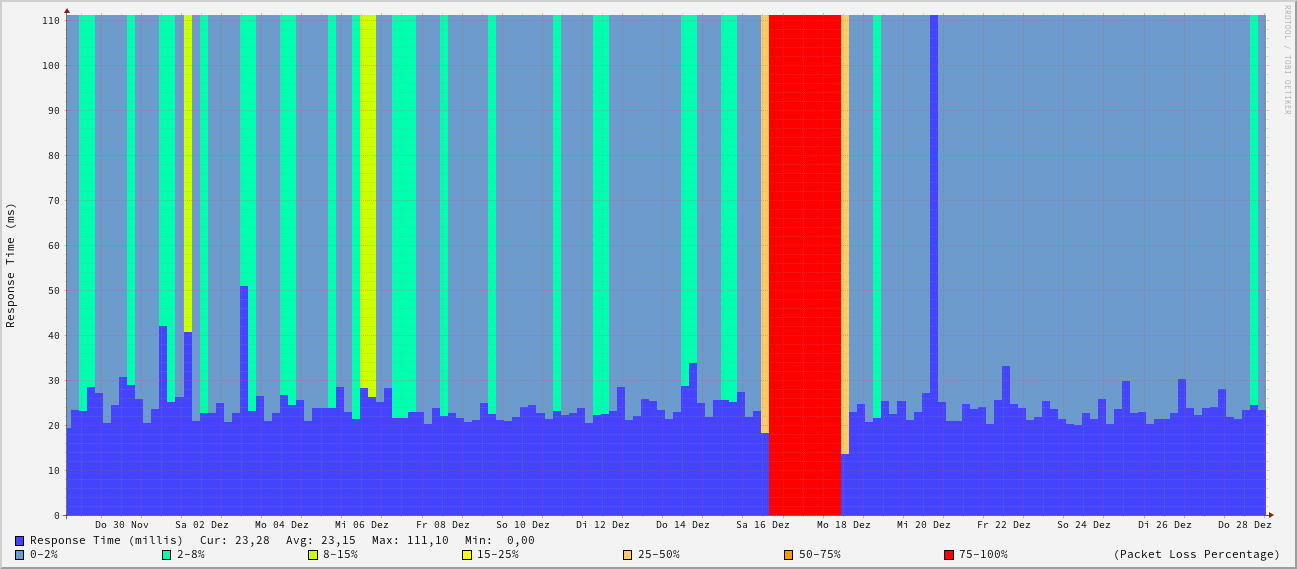 RRDTOOL / TOBI OETIKER
Response Time (ms)
110
100
90
80
70
60
50
40
30
20
10
0
Do 30 Nov Sa 02 Dez Mo 04 Dez Mi 06 Dez Fr 08 Dez So 10 Dez Di 12 Dez Do 14 Dez Sa 16 Dez Mo 18 Dez Mi 20 Dez Fr 22 Dez So 24 Dez Di 26 Dez Do 28 Dez
Response Time (millis) Cur: 23,28 Avg: 23,15 Max: 111,10 Min: 0,00
0-2% 2-8% 8-15% 15-25% 25-50% 50-75% 75-100% (Packet Loss Percentage)